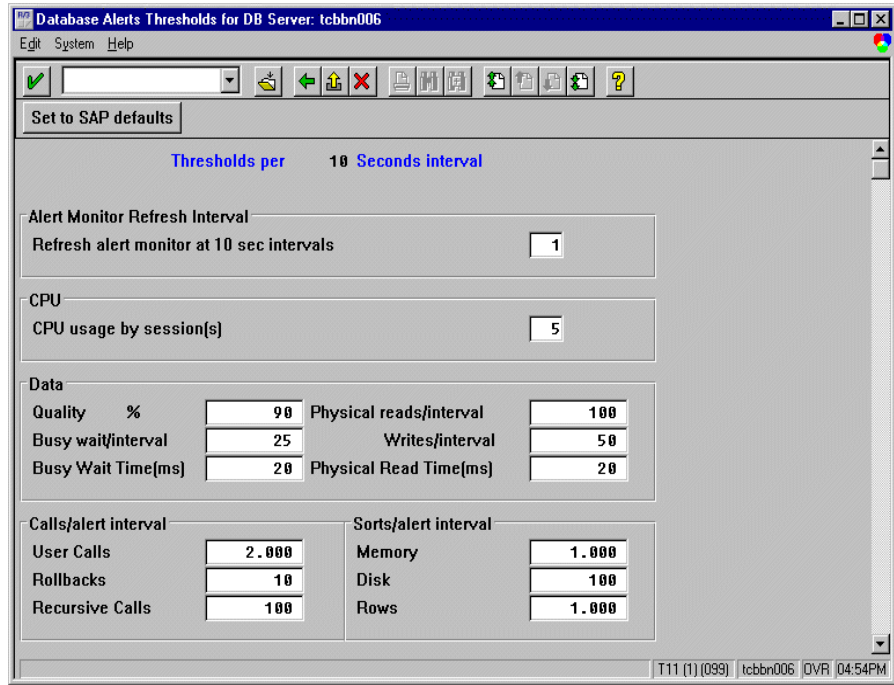 Database Alerts Thresholds for DB Server: tcbbn006
Edit System Help
Set to SAP defaults
Thresholds per 10 Seconds interval
Alert Monitor Refresh Interval
Refresh alert monitor at 10 sec intervals 1
CPU
CPU usage by session(s) 5
Data
Quality % 90 Physical reads/interval 100
Busy wait/interval 25 Writes/interval 50
Busy Wait Time(ms) 20 Physical Read Time(ms) 20
Calls/alert interval Sorts/alert interval
User Calls 2.000 Memory 1.000
Rollbacks 10 Disk 100
Recursive Calls 100 Rows 1.000
T11 (1) (099) tcbbn006 OVR 04:54PM